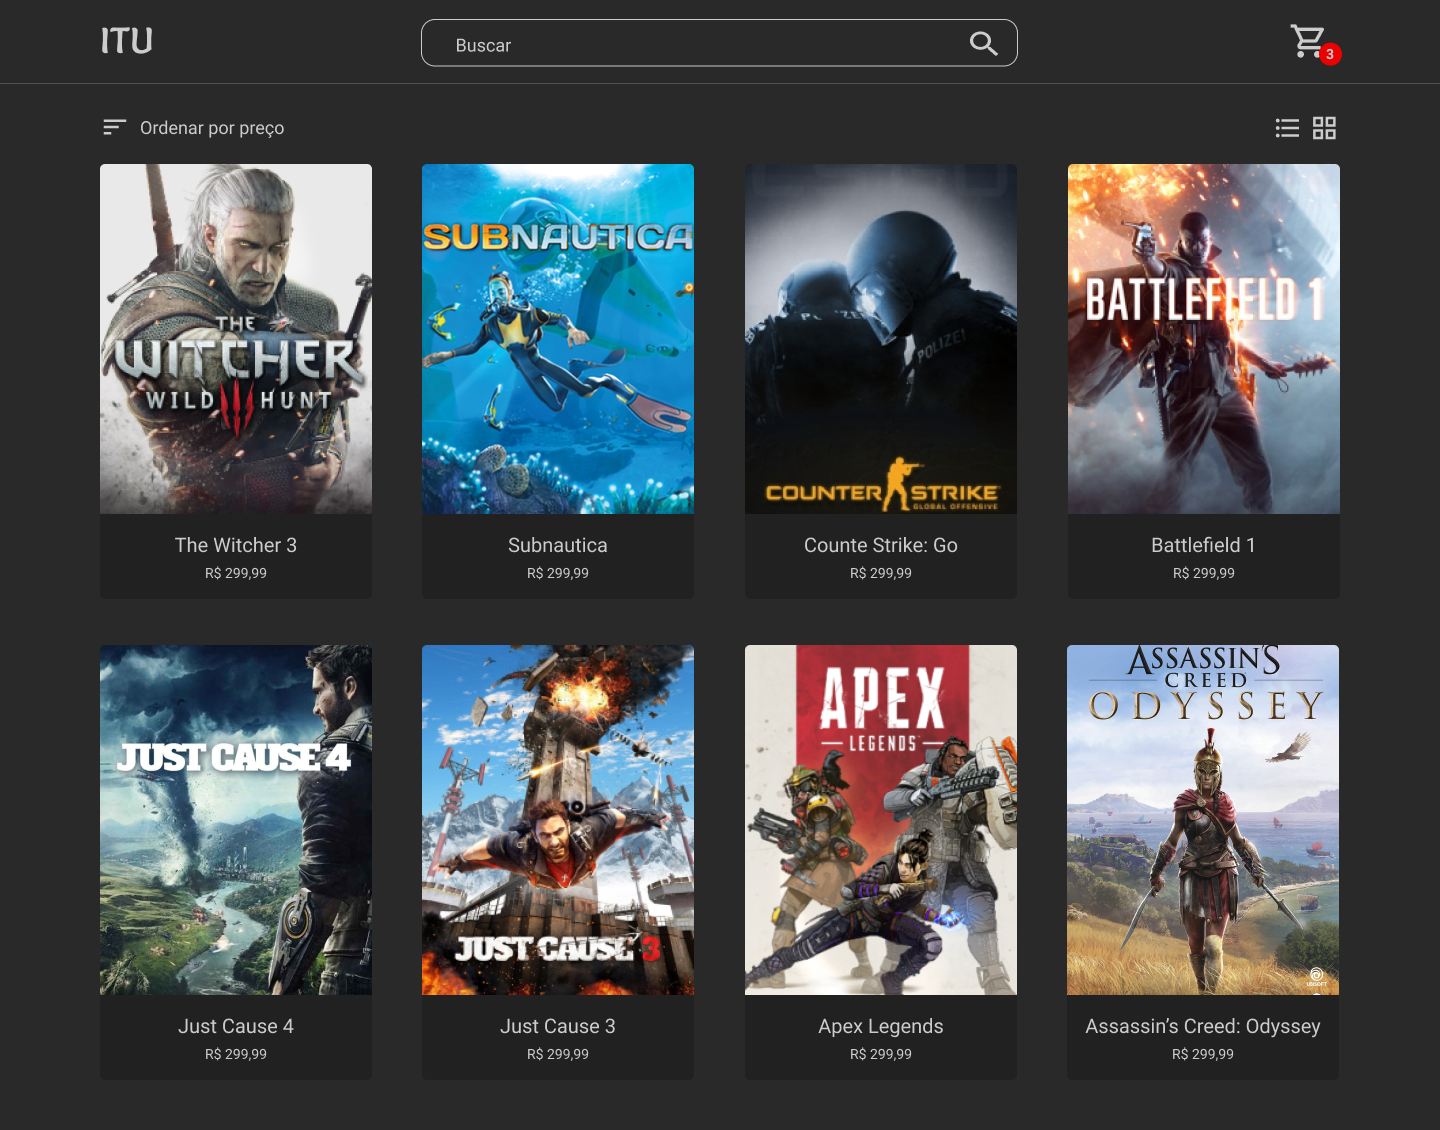 ITU
Buscar
3
Ordenar por preço
THE
WITCHER
WILD HUNT
SUBNAUTICA
POLIZEI
COUNTER STRIKE
GLOBAL OFFENSIVE
BATTLEFIELD 1
The Witcher 3
R$ 299,99
Subnautica
R$ 299,99
Counte Strike: Go
R$ 299,99
Battlefield 1
R$ 299,99
JUST CAUSE 4
JUST CAUSE 3
APEX
LEGENDS
ASSASSIN'S
CREED
ODYSSEY
UBISOFT
Just Cause 4
R$ 299,99
Just Cause 3
R$ 299,99
Apex Legends
R$ 299,99
Assassin’s Creed: Odyssey
R$ 299,99